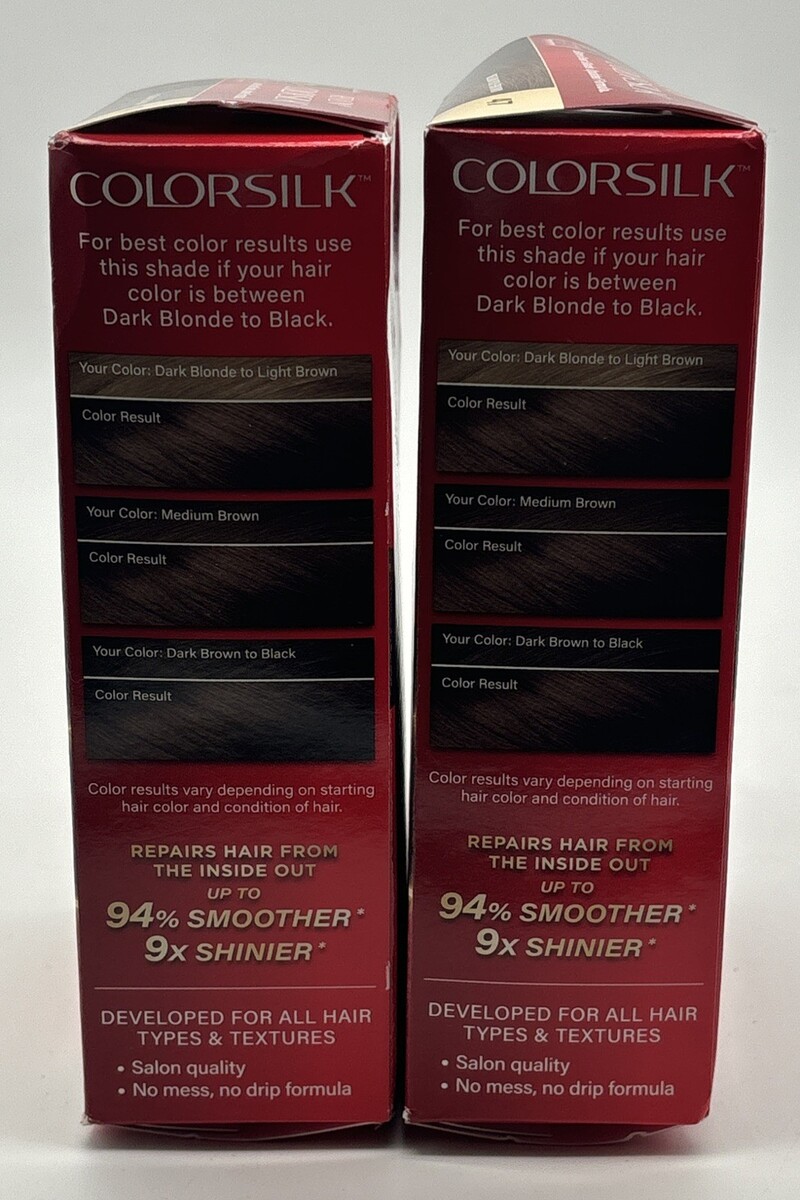 COLORSILK™
For best color results use
this shade if your hair
color is between
Dark Blonde to Black.
Your Color: Dark Blonde to Light Brown
Color Result
Your Color: Medium Brown
Color Result
Your Color: Dark Brown to Black
Color Result
Color results vary depending on starting
hair color and condition of hair.
REPAIRS HAIR FROM
THE INSIDE OUT
UP TO
94% SMOOTHER*
9X SHINIER*
DEVELOPED FOR ALL HAIR
TYPES & TEXTURES
• Salon quality
• No mess, no drip formula
COLORSILK™
For best color results use
this shade if your hair
color is between
Dark Blonde to Black.
Your Color: Dark Blonde to Light Brown
Color Result
Your Color: Medium Brown
Color Result
Your Color: Dark Brown to Black
Color Result
Color results vary depending on starting
hair color and condition of hair.
REPAIRS HAIR FROM
THE INSIDE OUT
UP TO
94% SMOOTHER*
9X SHINIER*
DEVELOPED FOR ALL HAIR
TYPES & TEXTURES
• Salon quality
• No mess, no drip formula